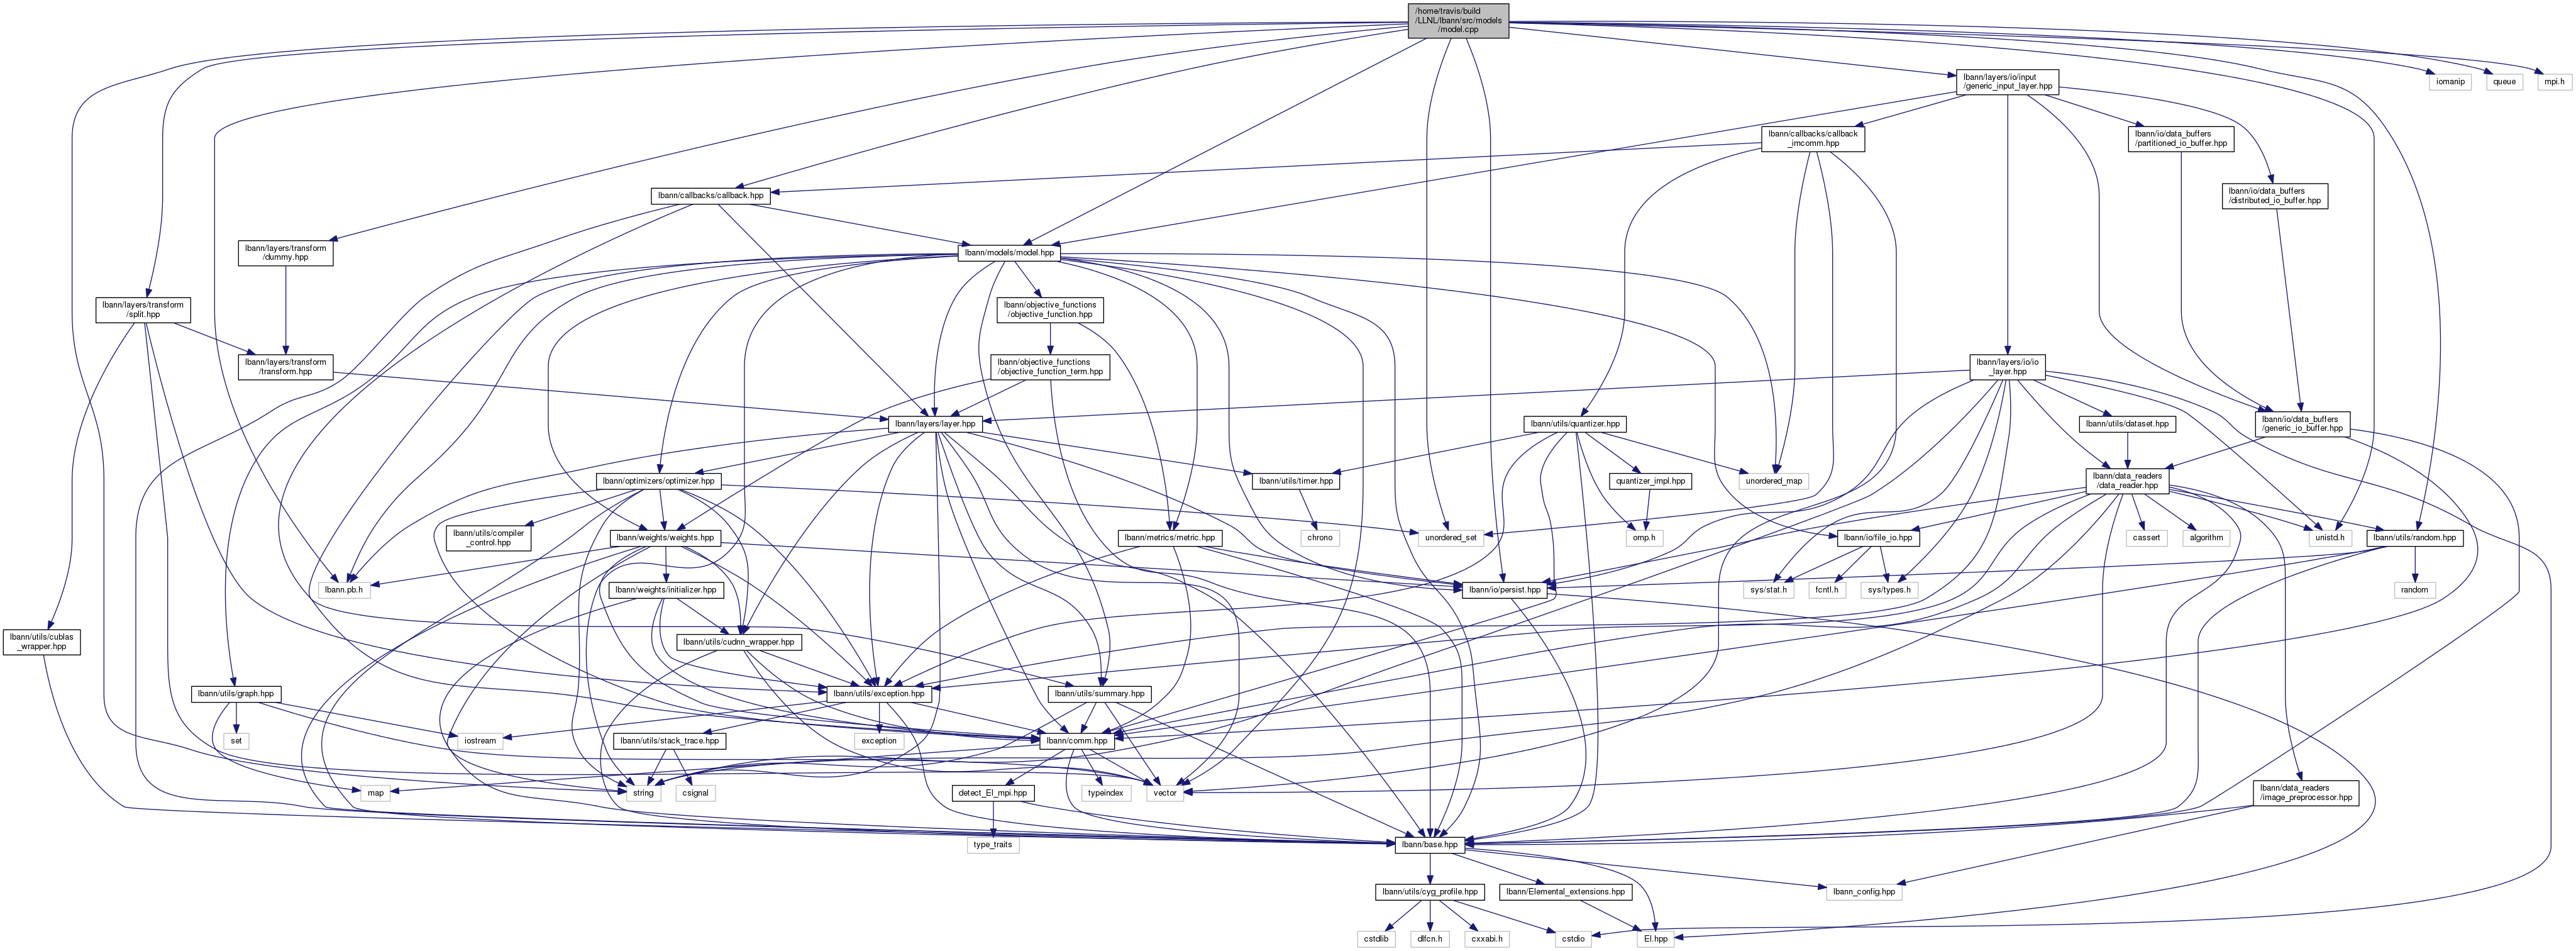 /home/travis/build
/LLNL/lbann/src/models
/model.cpp
lbann/layers/io/input
/generic_input_layer.hpp
iomanip
queue
mpi.h
lbann/callbacks/callback
_imcomm.hpp
lbann/io/data_buffers
/partitioned_io_buffer.hpp
lbann/callbacks/callback.hpp
lbann/io/data_buffers
/distributed_io_buffer.hpp
lbann/layers/transform
/dummy.hpp
lbann/models/model.hpp
lbann/layers/transform
/split.hpp
lbann/objective_functions
/objective_function.hpp
lbann/layers/transform
/transform.hpp
lbann/objective_functions
/objective_function_term.hpp
lbann/layers/io/io
_layer.hpp
lbann/layers/layer.hpp
lbann/utils/quantizer.hpp
lbann/utils/dataset.hpp
lbann/io/data_buffers
/generic_io_buffer.hpp
lbann/optimizers/optimizer.hpp
lbann/utils/timer.hpp
quantizer_impl.hpp
unordered_map
lbann/data_readers
/data_reader.hpp
lbann/utils/compiler
_control.hpp
lbann/weights/weights.hpp
lbann/metrics/metric.hpp
chrono
unordered_set
omp.h
lbann/io/file_io.hpp
cassert
algorithm
unistd.h
lbann/utils/random.hpp
lbann.pb.h
lbann/weights/initializer.hpp
lbann/io/persist.hpp
sys/stat.h
fcntl.h
sys/types.h
random
lbann/utils/cublas
_wrapper.hpp
lbann/utils/cudnn_wrapper.hpp
lbann/utils/graph.hpp
lbann/utils/exception.hpp
lbann/utils/summary.hpp
set
iostream
lbann/utils/stack_trace.hpp
exception
lbann/comm.hpp
map
string
csignal
detect_El_mpi.hpp
typeindex
vector
lbann/data_readers
/image_preprocessor.hpp
type_traits
lbann/base.hpp
lbann/utils/cyg_profile.hpp
lbann/Elemental_extensions.hpp
lbann_config.hpp
cstdlib
dlfcn.h
cxxabi.h
cstdio
El.hpp